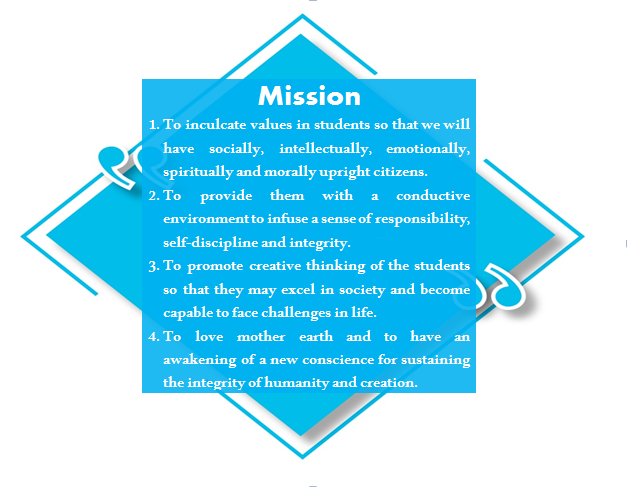 Mission
1. To inculcate values in students so that we will
have socially, intellectually, emotionally,
spiritually and morally upright citizens.
2. To provide them with a conductive
environment to infuse a sense of responsibility,
self-discipline and integrity.
3. To promote creative thinking of the students
so that they may excel in society and become
capable to face challenges in life.
4. To love mother earth and to have an
awakening of a new conscience for sustaining
the integrity of humanity and creation.